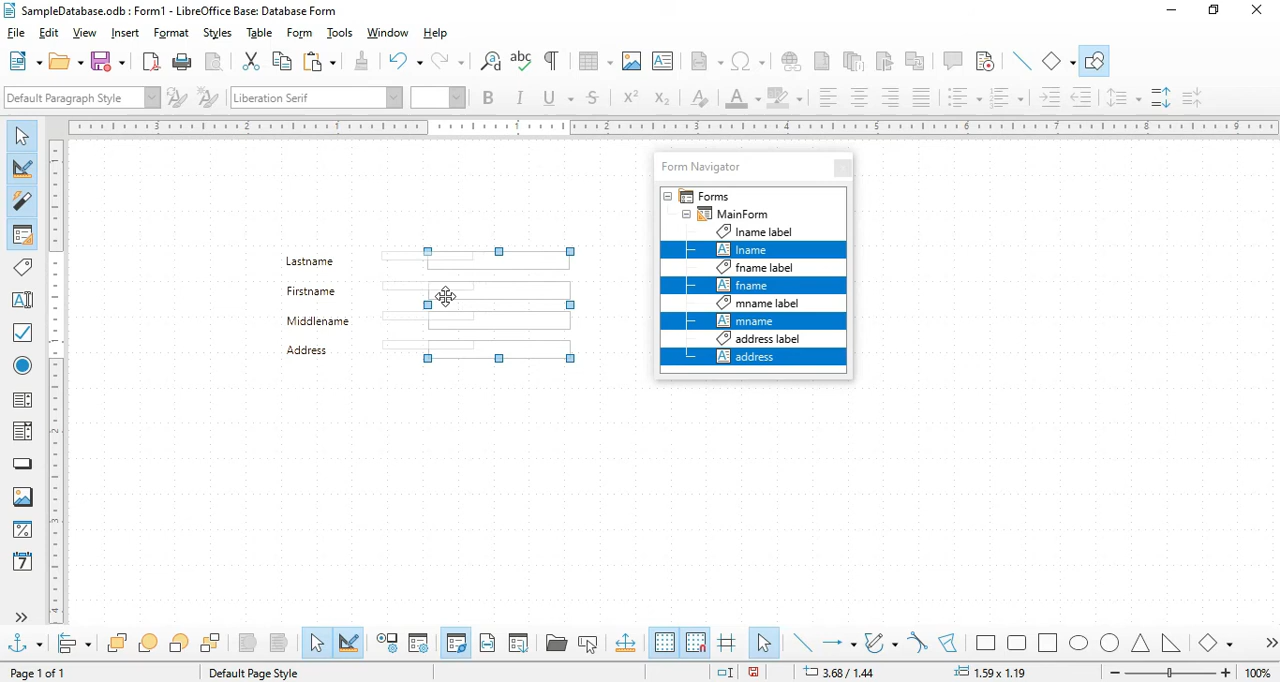 SampleDatabase.odb : Form1 - LibreOffice Base: Database Form
File Edit View Insert Format Styles Table Form Tools Window Help
Default Paragraph Style Liberation Serif
Form Navigator
Forms
MainForm
lname label
lname
fname label
fname
mname label
mname
address label
address
Lastname
Firstname
Middlename
Address
Page 1 of 1 Default Page Style 3.68 / 1.44 1.59 x 1.19 100%